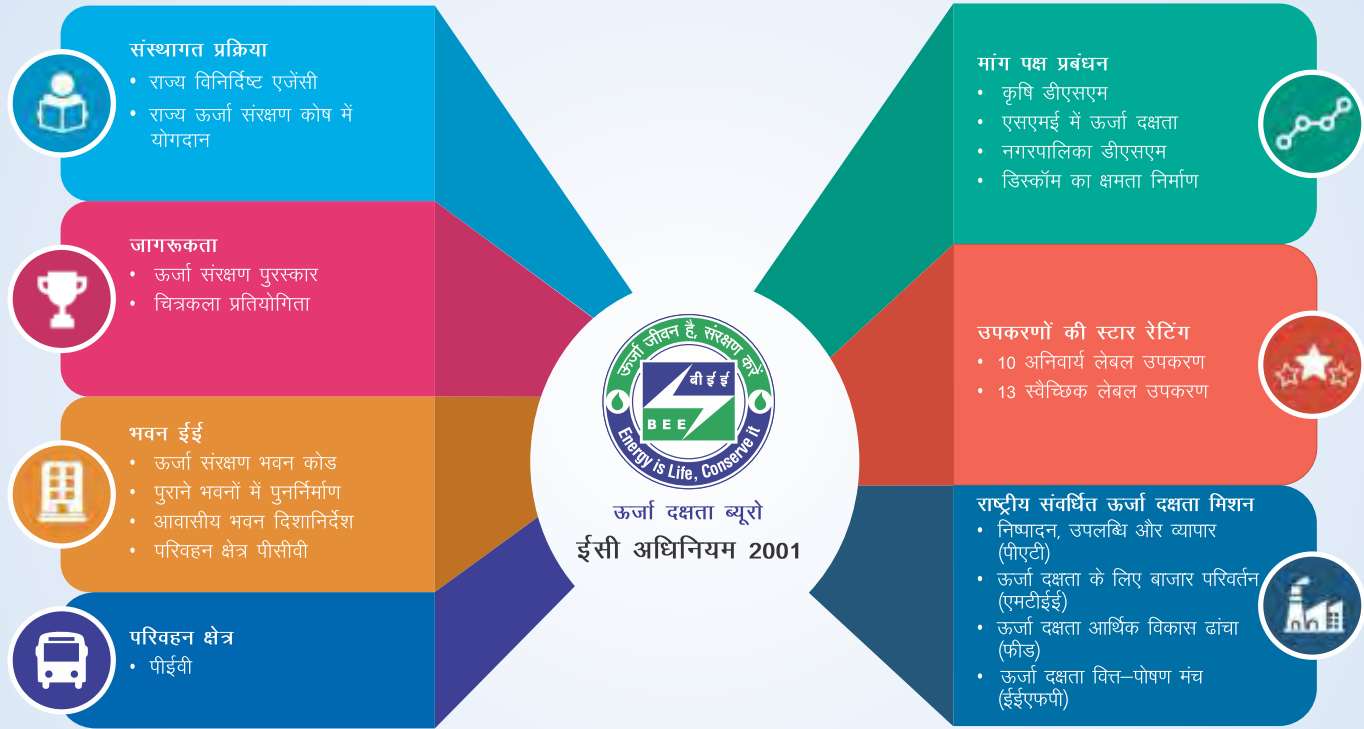 संस्थागत प्रक्रिया
• राज्य विनिर्दिष्ट एजेंसी
• राज्य ऊर्जा संरक्षण कोष में
योगदान
जागरूकता
• ऊर्जा संरक्षण पुरस्कार
• चित्रकला प्रतियोगिता
भवन ईई
• ऊर्जा संरक्षण भवन कोड
• पुराने भवनों में पुनर्निर्माण
• आवासीय भवन दिशानिर्देश
• परिवहन क्षेत्र पीसीवी
परिवहन क्षेत्र
• पीईवी
ऊर्जा जीवन है, संरक्षण करें
बी ई ई
BEE
Energy is Life, Conserve it
ऊर्जा दक्षता ब्यूरो
ईसी अधिनियम 2001
मांग पक्ष प्रबंधन
• कृषि डीएसएम
• एसएमई में ऊर्जा दक्षता
• नगरपालिका डीएसएम
• डिस्कॉम का क्षमता निर्माण
उपकरणों की स्टार रेटिंग
• 10 अनिवार्य लेबल उपकरण
• 13 स्वैच्छिक लेबल उपकरण
राष्ट्रीय संवर्धित ऊर्जा दक्षता मिशन
• निष्पादन, उपलब्धि और व्यापार
(पीएटी)
• ऊर्जा दक्षता के लिए बाजार परिवर्तन
(एमटीईई)
• ऊर्जा दक्षता आर्थिक विकास ढांचा
(फीड)
• ऊर्जा दक्षता वित्त–पोषण मंच
(ईईएफपी)